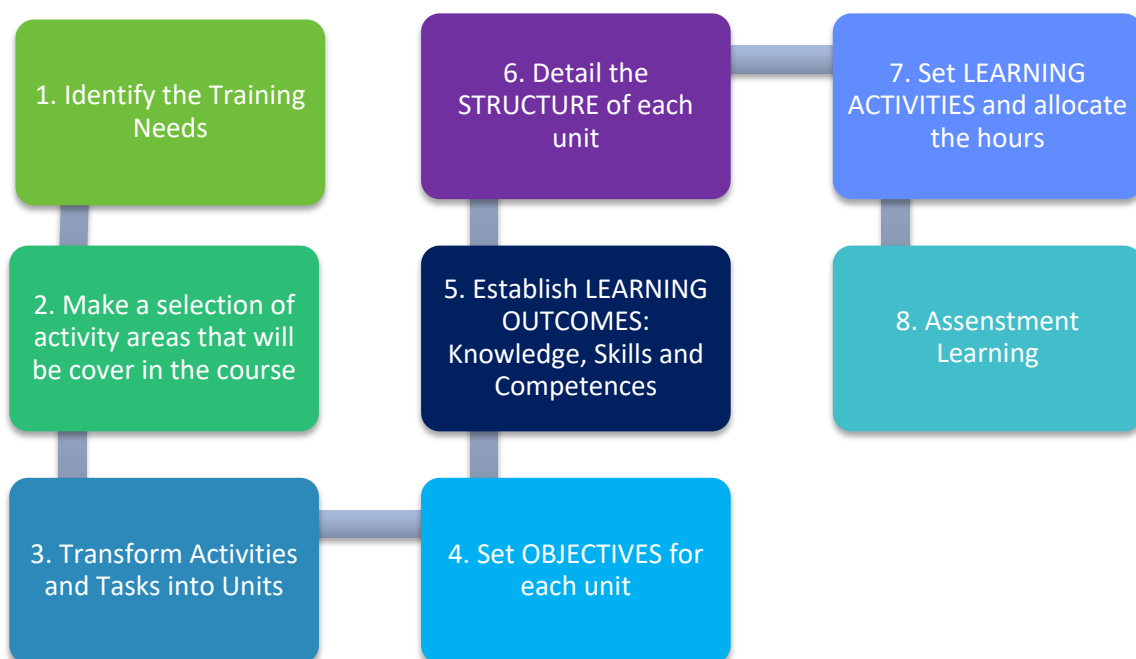 1. Identify the Training
Needs
2. Make a selection of
activity areas that will
be cover in the course
3. Transform Activities
and Tasks into Units
4. Set OBJECTIVES for
each unit
5. Establish LEARNING
OUTCOMES:
Knowledge, Skills and
Competences
6. Detail the
STRUCTURE of each
unit
7. Set LEARNING
ACTIVITIES and allocate
the hours
8. Assenstment
Learning